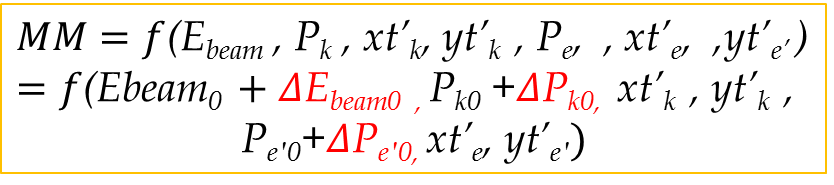 MM = f(E_beam , P_k , xt’_k, yt’_k , P_e, , xt’_e, ,yt’_e’ )
= f(Ebeam_0 + ΔE_beam0 , P_k0 +ΔP_k0, xt’_k , yt’_k ,
P_e'0+ΔP_e'0, xt’_e, yt’_e')